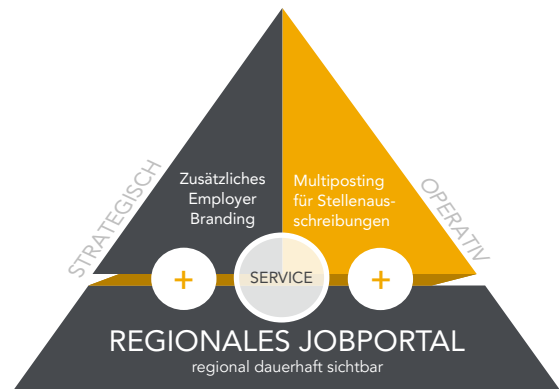 STRATEGISCH
Zusätzliches
Employer
Branding
Multiposting
für Stellenaus-
schreibungen
OPERATIV
+
SERVICE
+
REGIONALES JOBPORTAL
regional dauerhaft sichtbar